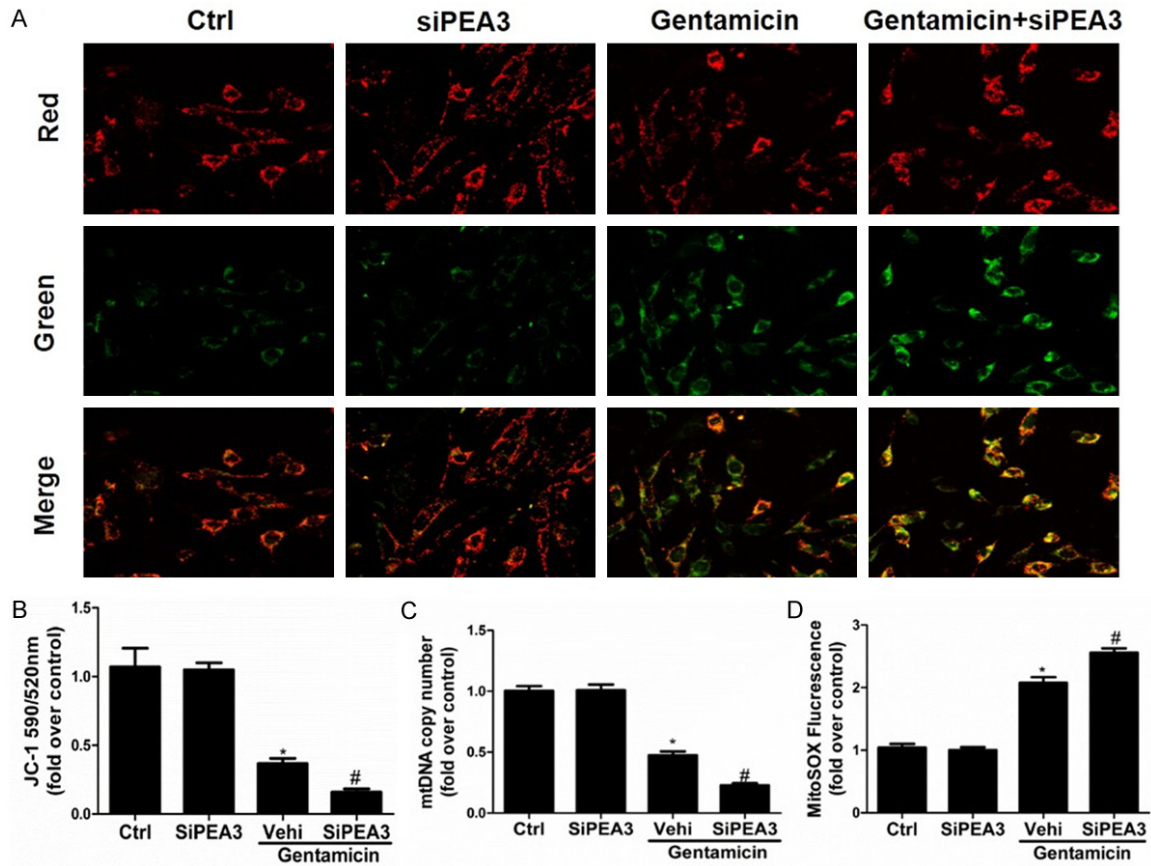 A
Ctrl
siPEA3
Gentamicin
Gentamicin+siPEA3
Red
Green
Merge
B
JC-1 590/520nm
(fold over control)
1.5
1.0
0.5
0.0
Ctrl
SiPEA3
Vehi
SiPEA3
Gentamicin
*
#
C
mtDNA copy number
(fold over control)
1.5
1.0
0.5
0.0
Ctrl
SiPEA3
Vehi
SiPEA3
Gentamicin
*
#
D
MitoSOX Flucrescence
(fold over control)
3
2
1
0
Ctrl
SiPEA3
Vehi
SiPEA3
Gentamicin
*
#